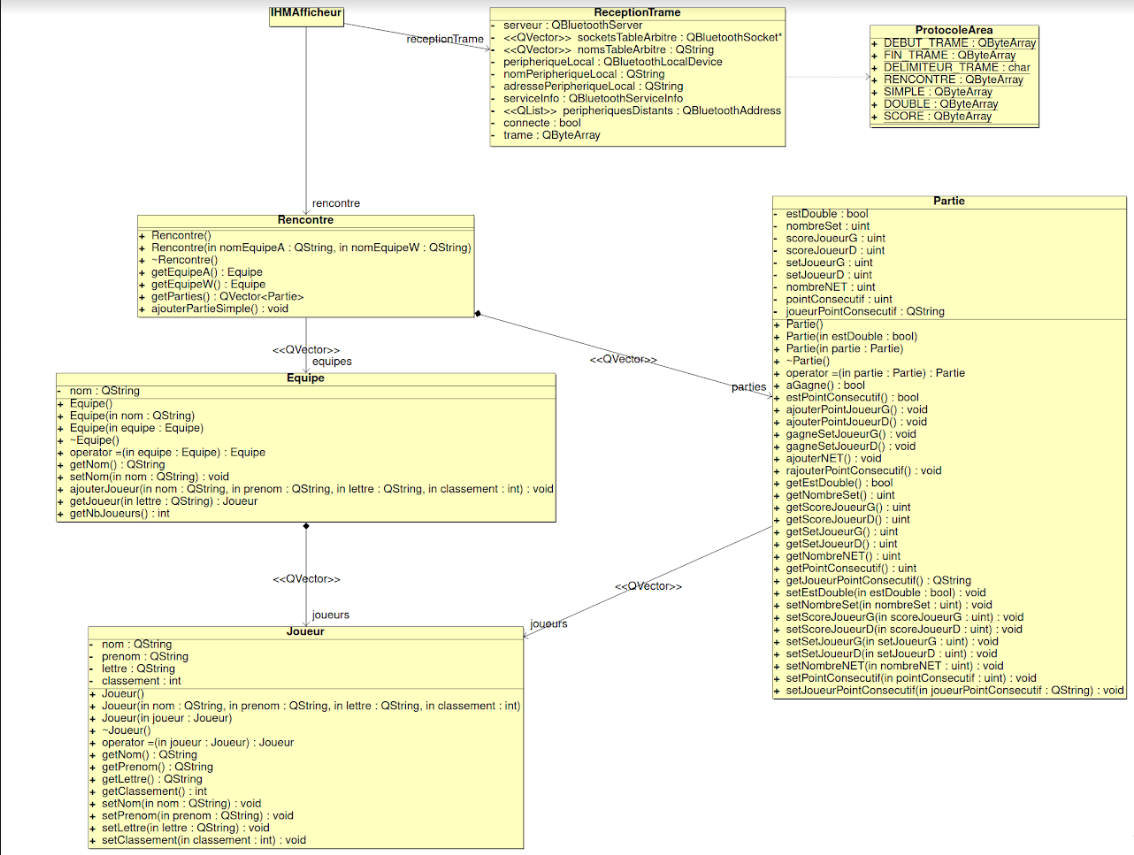 IHMAfficheur
receptionTrame
ReceptionTrame
- serveur : QBluetoothServer
- <<QVector>> socketsTableArbitre : QBluetoothSocket*
- <<QVector>> nomsTableArbitre : QString
- peripheriqueLocal : QBluetoothLocalDevice
- nomPeripheriqueLocal : QString
- adressePeripheriqueLocal : QString
- serviceInfo : QBluetoothServiceInfo
- <<QList>> peripheriquesDistants : QBluetoothAddress
- connecte : bool
- trame : QByteArray
ProtocoleArea
+ DEBUT_TRAME : QByteArray
+ FIN_TRAME : QByteArray
+ DELIMITEUR_TRAME : char
+ RENCONTRE : QByteArray
+ SIMPLE : QByteArray
+ DOUBLE : QByteArray
+ SCORE : QByteArray
rencontre
Rencontre
+ Rencontre()
+ Rencontre(in nomEquipeA : QString, in nomEquipeW : QString)
+ ~Rencontre()
+ getEquipeA() : Equipe
+ getEquipeW() : Equipe
+ getParties() : QVector<Partie>
+ ajouterPartieSimple() : void
<<QVector>>
equipes
<<QVector>>
parties
Equipe
- nom : QString
+ Equipe()
+ Equipe(in nom : QString)
+ Equipe(in equipe : Equipe)
+ ~Equipe()
+ operator =(in equipe : Equipe) : Equipe
+ getNom() : QString
+ setNom(in nom : QString) : void
+ ajouterJoueur(in nom : QString, in prenom : QString, in lettre : QString, in classement : int) : void
+ getJoueur(in lettre : QString) : Joueur
+ getNbJoueurs() : int
<<QVector>>
joueurs
<<QVector>>
joueurs
Joueur
- nom : QString
- prenom : QString
- lettre : QString
- classement : int
+ Joueur()
+ Joueur(in nom : QString, in prenom : QString, in lettre : QString, in classement : int)
+ Joueur(in joueur : Joueur)
+ ~Joueur()
+ operator =(in joueur : Joueur) : Joueur
+ getNom() : QString
+ getPrenom() : QString
+ getLettre() : QString
+ getClassement() : int
+ setNom(in nom : QString) : void
+ setPrenom(in prenom : QString) : void
+ setLettre(in lettre : QString) : void
+ setClassement(in classement : int) : void
Partie
- estDouble : bool
- nombreSet : uint
- scoreJoueurG : uint
- scoreJoueurD : uint
- setJoueurG : uint
- setJoueurD : uint
- nombreNET : uint
- pointConsecutif : uint
- joueurPointConsecutif : QString
+ Partie()
+ Partie(in estDouble : bool)
+ Partie(in partie : Partie)
+ ~Partie()
+ operator =(in partie : Partie) : Partie
+ aGagne() : bool
+ estPointConsecutif() : bool
+ ajouterPointJoueurG() : void
+ ajouterPointJoueurD() : void
+ gagneSetJoueurG() : void
+ gagneSetJoueurD() : void
+ ajouterNET() : void
+ rajouterPointConsecutif() : void
+ getEstDouble() : bool
+ getNombreSet() : uint
+ getScoreJoueurG() : uint
+ getScoreJoueurD() : uint
+ getSetJoueurG() : uint
+ getSetJoueurD() : uint
+ getNombreNET() : uint
+ getPointConsecutif() : uint
+ getJoueurPointConsecutif() : QString
+ setEstDouble(in estDouble : bool) : void
+ setNombreSet(in nombreSet : uint) : void
+ setScoreJoueurG(in scoreJoueurG : uint) : void
+ setScoreJoueurD(in scoreJoueurD : uint) : void
+ setSetJoueurG(in setJoueurG : uint) : void
+ setSetJoueurD(in setJoueurD : uint) : void
+ setNombreNET(in nombreNET : uint) : void
+ setPointConsecutif(in pointConsecutif : uint) : void
+ setJoueurPointConsecutif(in joueurPointConsecutif : QString) : void